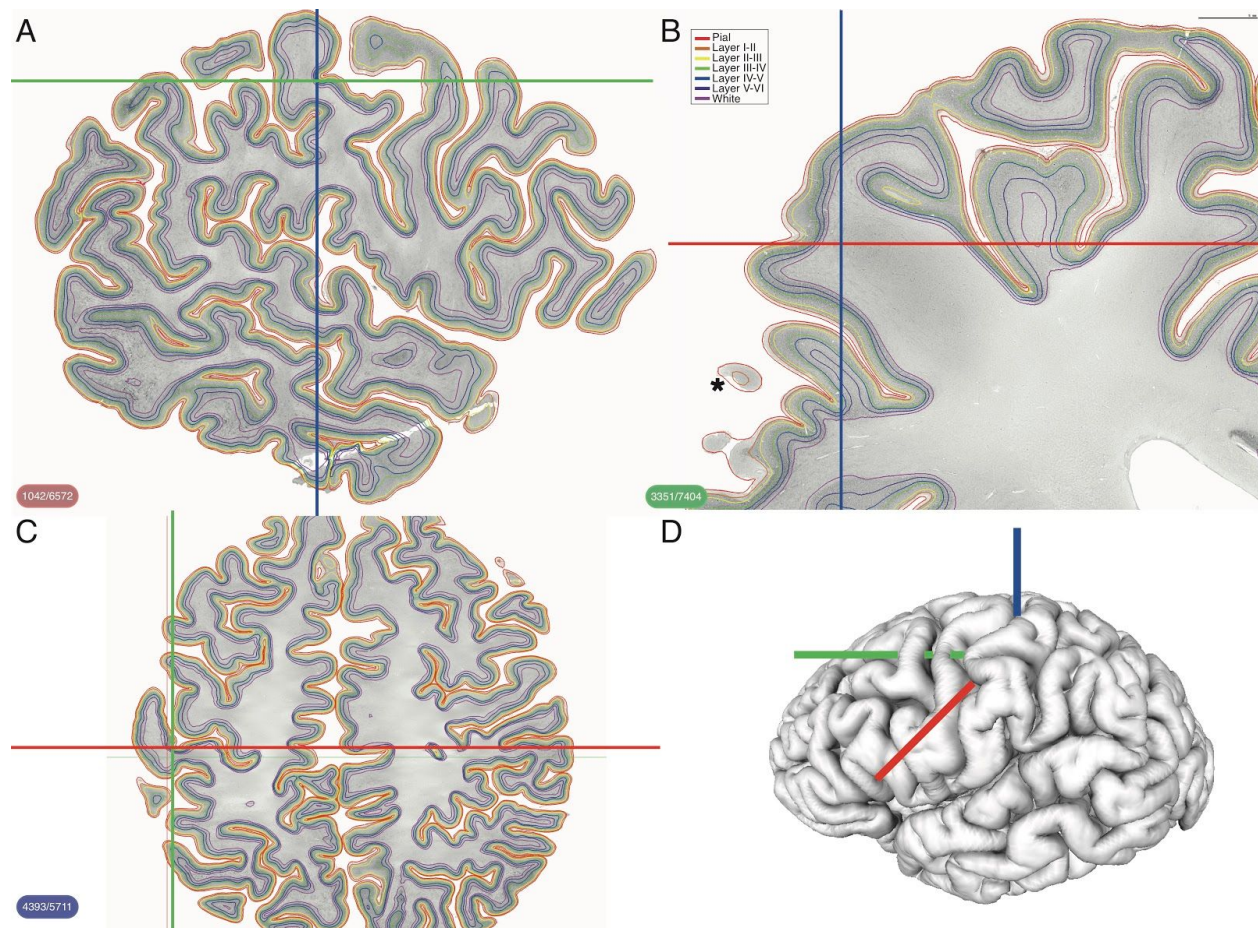 A
B
Pial
Layer I-II
Layer II-III
Layer III-IV
Layer IV-V
Layer V-VI
White
*
1042/6572
3351/7404
C
D
4393/5711